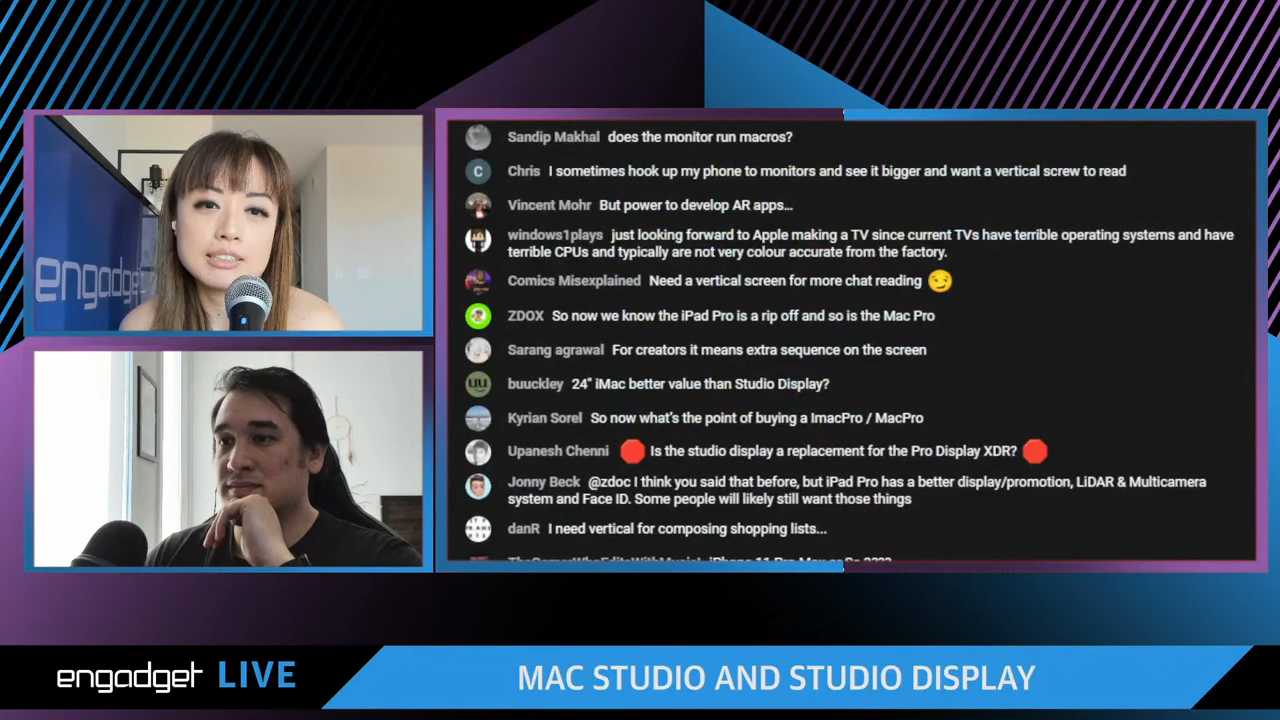 engadget
Sandip Makhal does the monitor run macros?
C Chris I sometimes hook up my phone to monitors and see it bigger and want a vertical screw to read
Vincent Mohr But power to develop AR apps...
windows1plays just looking forward to Apple making a TV since current TVs have terrible operating systems and have
terrible CPUs and typically are not very colour accurate from the factory.
Comics Misexplained Need a vertical screen for more chat reading
ZDOX So now we know the iPad Pro is a rip off and so is the Mac Pro
Sarang agrawal For creators it means extra sequence on the screen
buuckley 24" iMac better value than Studio Display?
Kyrian Sorel So now what's the point of buying a ImacPro / MacPro
Upanesh Chenni Is the studio display a replacement for the Pro Display XDR?
Jonny Beck @zdoc I think you said that before, but iPad Pro has a better display/promotion, LiDAR & Multicamera
system and Face ID. Some people will likely still want those things
danR I need vertical for composing shopping lists...
engadget LIVE
MAC STUDIO AND STUDIO DISPLAY